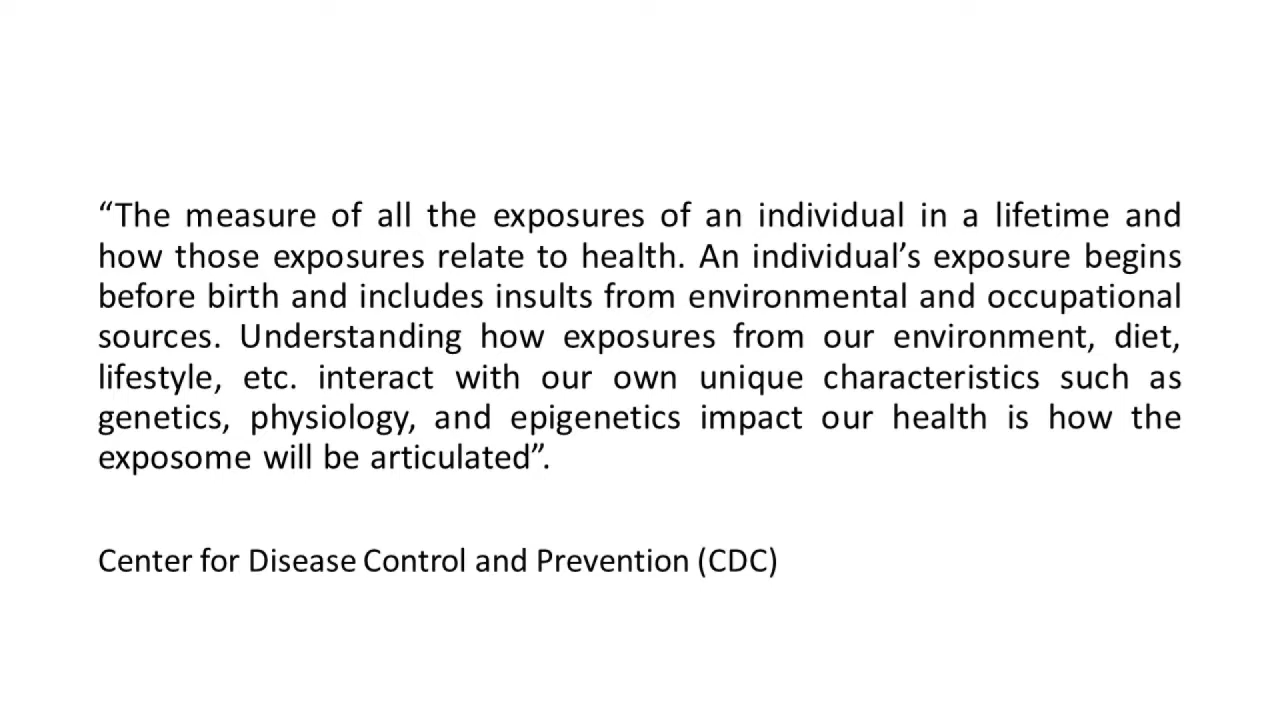 “The measure of all the exposures of an individual in a lifetime and
how those exposures relate to health. An individual’s exposure begins
before birth and includes insults from environmental and occupational
sources. Understanding how exposures from our environment, diet,
lifestyle, etc. interact with our own unique characteristics such as
genetics, physiology, and epigenetics impact our health is how the
exposome will be articulated”.
Center for Disease Control and Prevention (CDC)